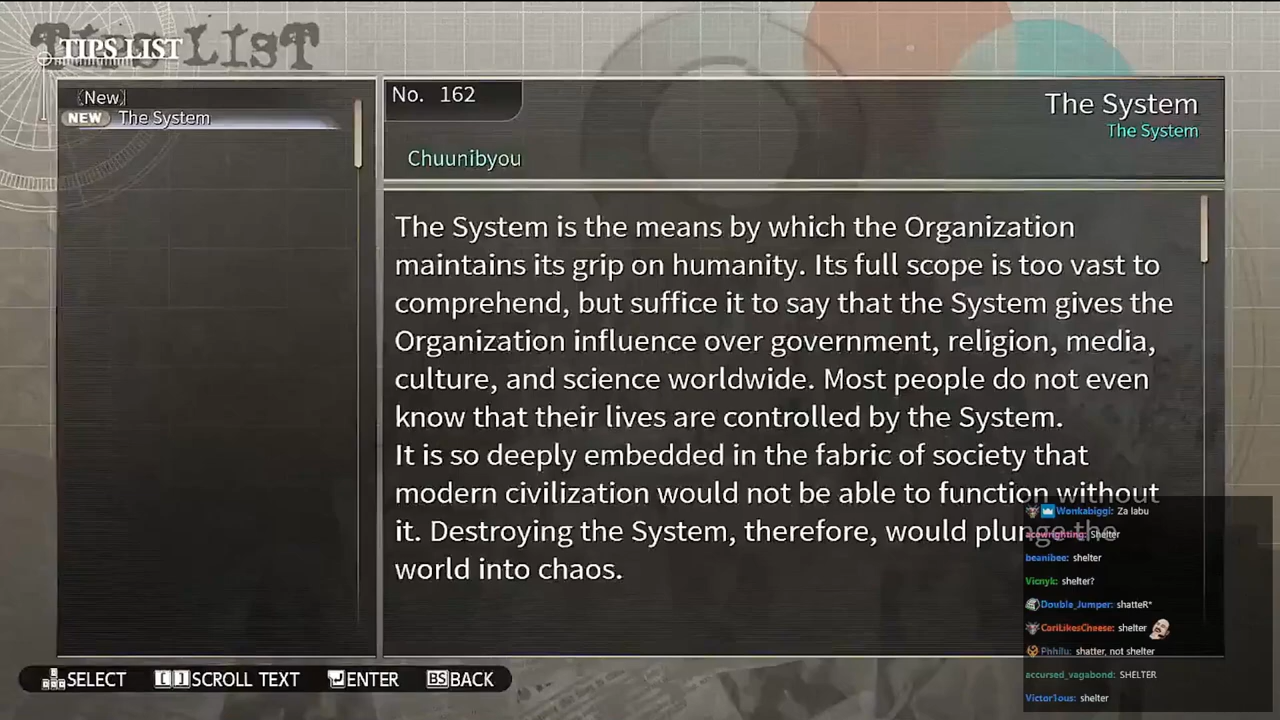 Tips List
TIPS LIST
[New]
NEW The System
No. 162
The System
The System
Chuunibyou
The System is the means by which the Organization
maintains its grip on humanity. Its full scope is too vast to
comprehend, but suffice it to say that the System gives the
Organization influence over government, religion, media,
culture, and science worldwide. Most people do not even
know that their lives are controlled by the System.
It is so deeply embedded in the fabric of society that
modern civilization would not be able to function without
it. Destroying the System, therefore, would plunge the
world into chaos.
Wonkabiggl: Za labu
acowrighting: Shelter
beanibee: shelter
Vicnyk: shelter?
Double_Jumper: shatteR*
CariLikesCheese: shelter
Phhilu: shatter, not shelter
accursed_vagabond: SHELTER
Victor1ous: shelter
SELECT [ ] SCROLL TEXT ENTER BS BACK